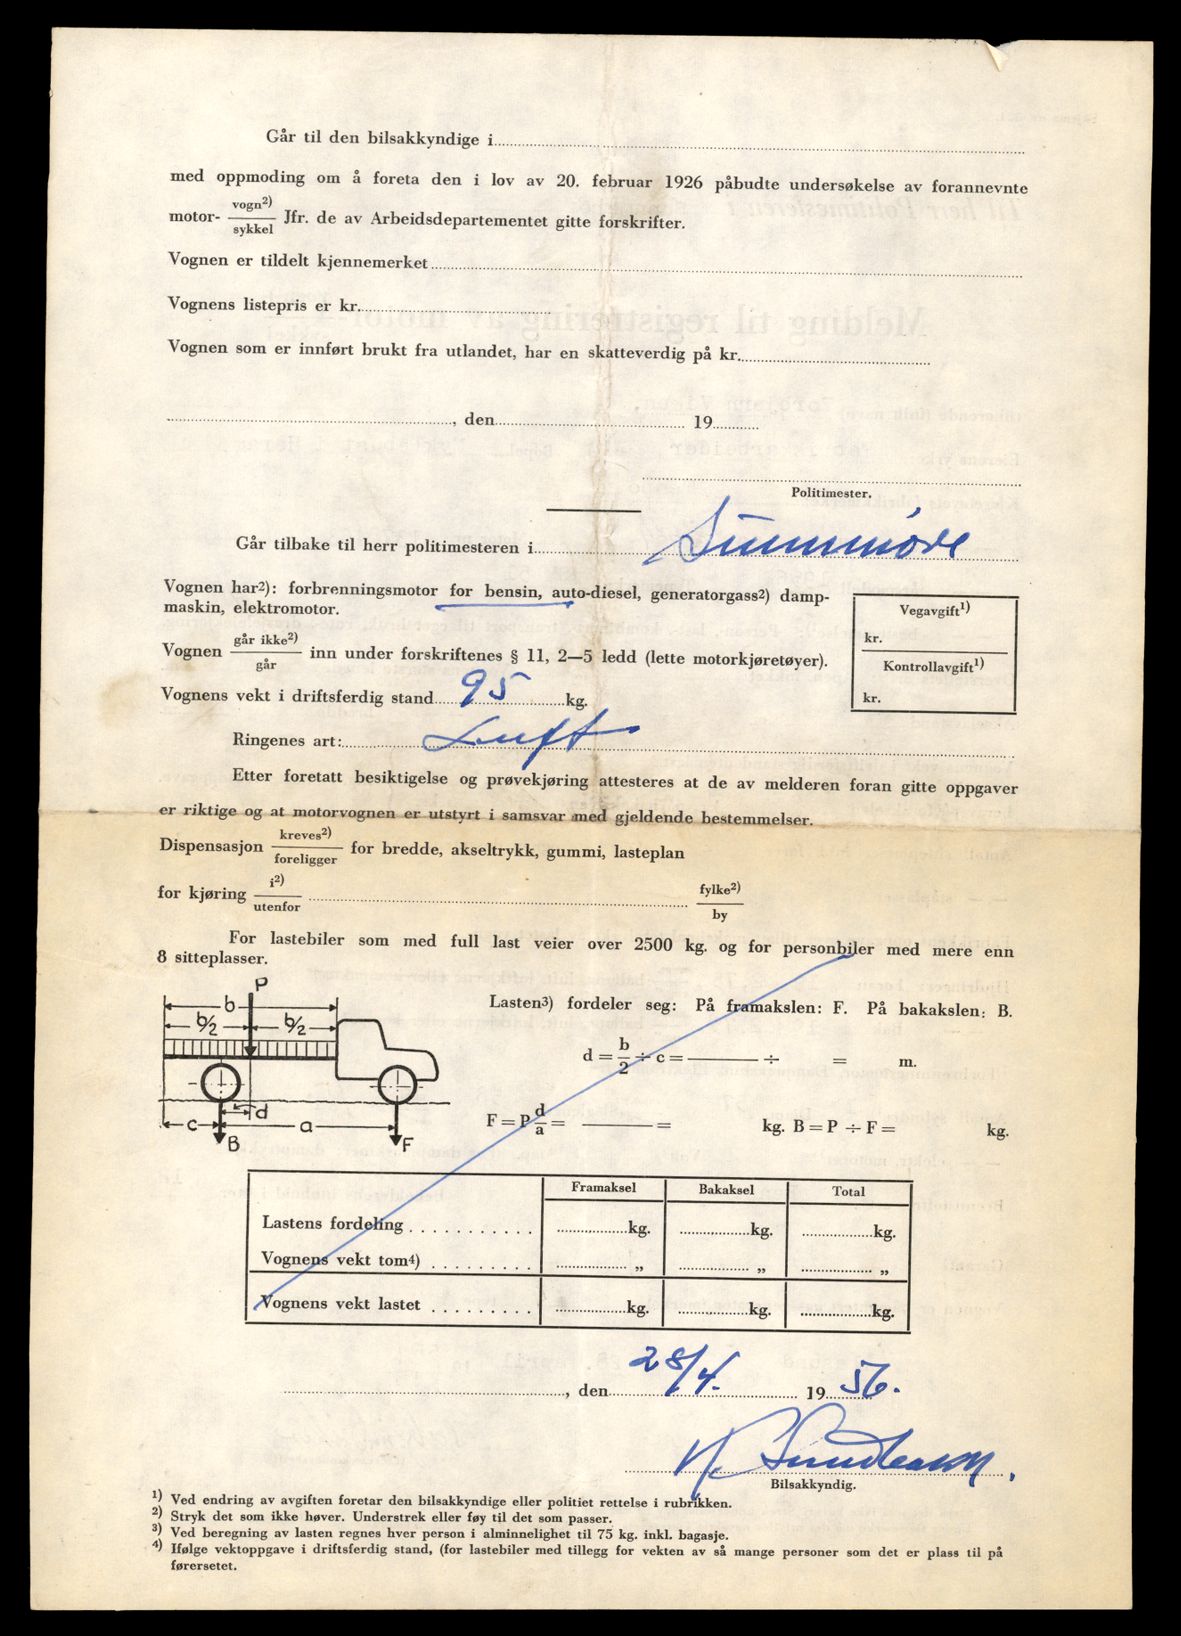 Går til den bilsakkyndige i
med oppmoding om å foreta den i lov av 20. februar 1926 påbudte undersøkelse av forannevnte
motor- vogn2) / sykkel Jfr. de av Arbeidsdepartementet gitte forskrifter.
Vognen er tildelt kjennemerket
Vognens listepris er kr.
Vognen som er innført brukt fra utlandet, har en skatteverdig på kr.
, den 19
Politimester.
Går tilbake til herr politimesteren i Sunnmøre
Vognen har2): forbrenningsmotor for bensin, auto-diesel, generatorgass2) damp-
maskin, elektromotor.
Vegavgift1)
kr.
Kontrollavgift1)
kr.
Vognen går ikke2) / går inn under forskriftenes § 11, 2—5 ledd (lette motorkjøretøyer).
Vognens vekt i driftsferdig stand 95 kg.
Ringenes art: Luft
Etter foretatt besiktigelse og prøvekjøring attesteres at de av melderen foran gitte oppgaver
er riktige og at motorvognen er utstyrt i samsvar med gjeldende bestemmelser.
Dispensasjon kreves2) / foreligger for bredde, akseltrykk, gummi, lasteplan
for kjøring i2) / utenfor fylke2) / by
For lastebiler som med full last veier over 2500 kg. og for personbiler med mere enn
8 sitteplasser.
P
b
b/2 b/2
d
c a
B F
Lasten3) fordeler seg: På framakslen: F. På bakakslen: B.
d = b/2 ÷ c = ——— ÷ = m.
F = P d/a = ——— = kg. B = P ÷ F = kg.
Framaksel Bakaksel Total
Lastens fordeling . . . . . . . . . . . kg. kg. kg.
Vognens vekt tom4) . . . . . . . . . „ „ „
Vognens vekt lastet . . . . . . . . . kg. kg. kg.
, den 28/4. 19 56.
Bilsakkyndig.
1) Ved endring av avgiften foretar den bilsakkyndige eller politiet rettelse i rubrikken.
2) Stryk det som ikke høver. Understrek eller føy til det som passer.
3) Ved beregning av lasten regnes hver person i alminnelighet til 75 kg. inkl. bagasje.
4) Ifølge vektoppgave i driftsferdig stand, (for lastebiler med tillegg for vekten av så mange personer som det er plass til på
førersetet.